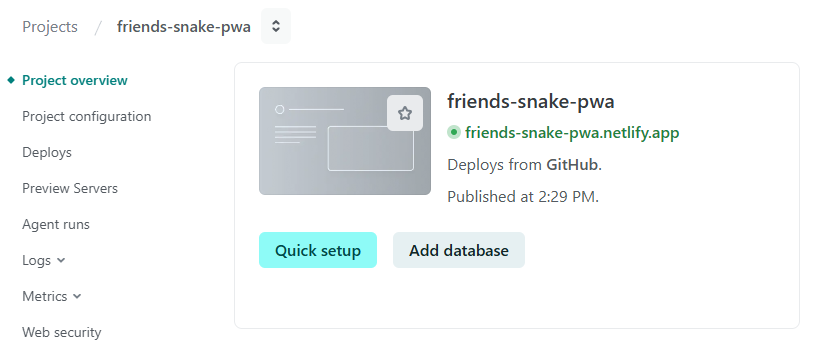 Projects / friends-snake-pwa
Project overview
Project configuration
Deploys
Preview Servers
Agent runs
Logs
Metrics
Web security
friends-snake-pwa
friends-snake-pwa.netlify.app
Deploys from GitHub.
Published at 2:29 PM.
Quick setup
Add database